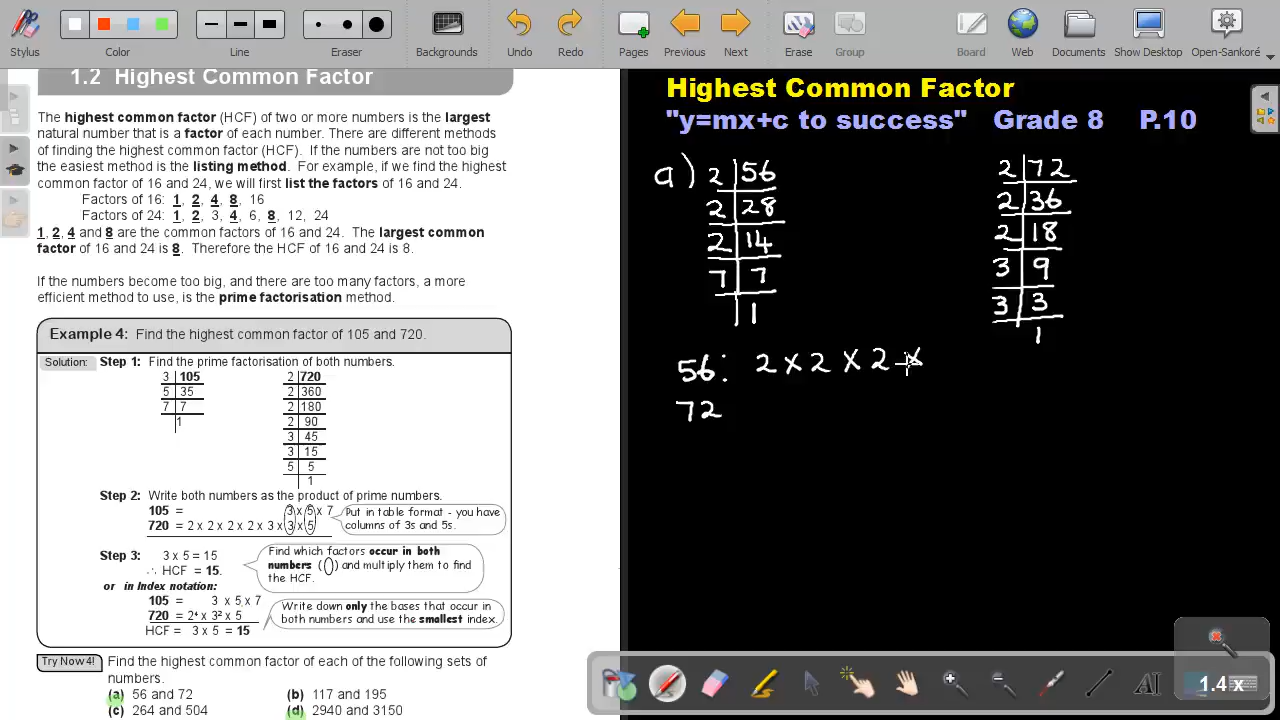 Stylus Color Line Eraser Backgrounds Undo Redo Pages Previous Next Erase Group Board Web Documents Show Desktop Open-Sankoré
1.2 Highest Common Factor
The highest common factor (HCF) of two or more numbers is the largest
natural number that is a factor of each number. There are different methods
of finding the highest common factor (HCF). If the numbers are not too big
the easiest method is the listing method. For example, if we find the highest
common factor of 16 and 24, we will first list the factors of 16 and 24.
Factors of 16: 1, 2, 4, 8, 16
Factors of 24: 1, 2, 3, 4, 6, 8, 12, 24
1, 2, 4 and 8 are the common factors of 16 and 24. The largest common
factor of 16 and 24 is 8. Therefore the HCF of 16 and 24 is 8.
If the numbers become too big, and there are too many factors, a more
efficient method to use, is the prime factorisation method.
Example 4: Find the highest common factor of 105 and 720.
Solution: Step 1: Find the prime factorisation of both numbers.
3 105 2 720
5 35 2 360
7 7 2 180
1 2 90
3 45
3 15
5 5
1
Step 2: Write both numbers as the product of prime numbers.
105 = 3 x 5 x 7
720 = 2 x 2 x 2 x 2 x 3 x 3 x 5
Put in table format - you have
columns of 3s and 5s.
Step 3: 3 x 5 = 15
∴ HCF = 15.
Find which factors occur in both
numbers ( ) and multiply them to find
the HCF.
or in Index notation:
105 = 3 x 5 x 7
720 = 2⁴ x 3² x 5
HCF = 3 x 5 = 15
Write down only the bases that occur in
both numbers and use the smallest index.
Try Now 4! Find the highest common factor of each of the following sets of
numbers.
(a) 56 and 72 (b) 117 and 195
(c) 264 and 504 (d) 2940 and 3150
Highest Common Factor
"y=mx+c to success" Grade 8 P.10
a) 2 56 2 72
2 28 2 36
2 14 2 18
7 7 3 9
1 3 3
1
56: 2 x 2 x 2 x
72
1.4 x